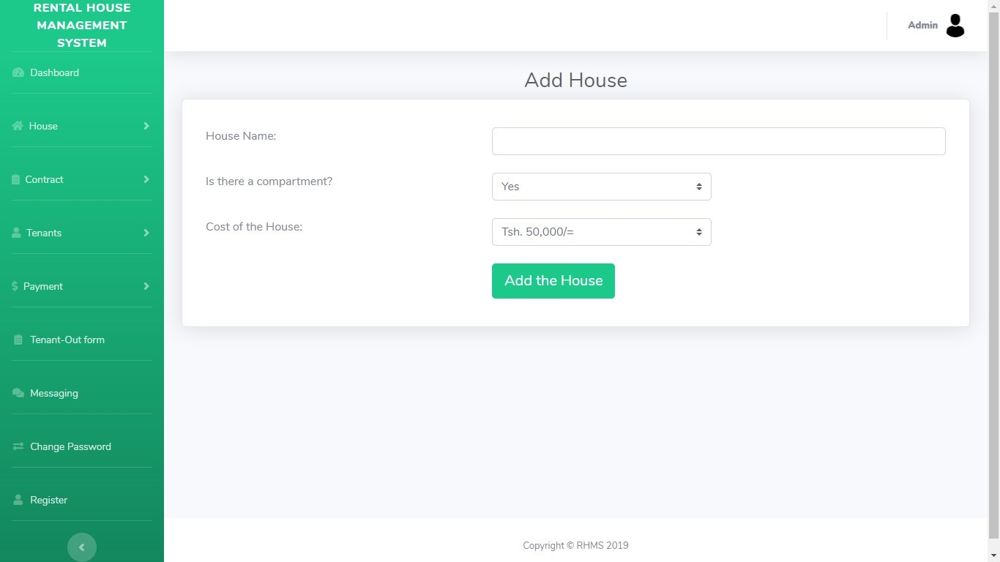 RENTAL HOUSE
MANAGEMENT
SYSTEM
Dashboard
House
Contract
Tenants
Payment
Tenant-Out form
Messaging
Change Password
Register
Admin
Add House
House Name:
Is there a compartment?
Yes
Cost of the House:
Tsh. 50,000/=
Add the House
Copyright © RHMS 2019